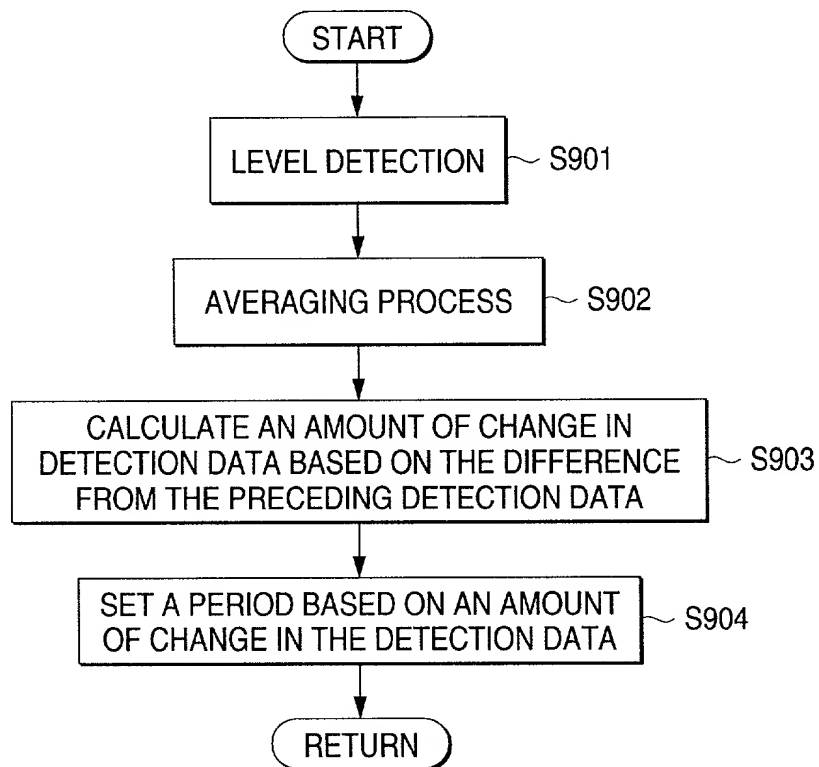 START
LEVEL DETECTION
S901
AVERAGING PROCESS
S902
CALCULATE AN AMOUNT OF CHANGE IN
DETECTION DATA BASED ON THE DIFFERENCE
FROM THE PRECEDING DETECTION DATA
S903
SET A PERIOD BASED ON AN AMOUNT
OF CHANGE IN THE DETECTION DATA
S904
RETURN